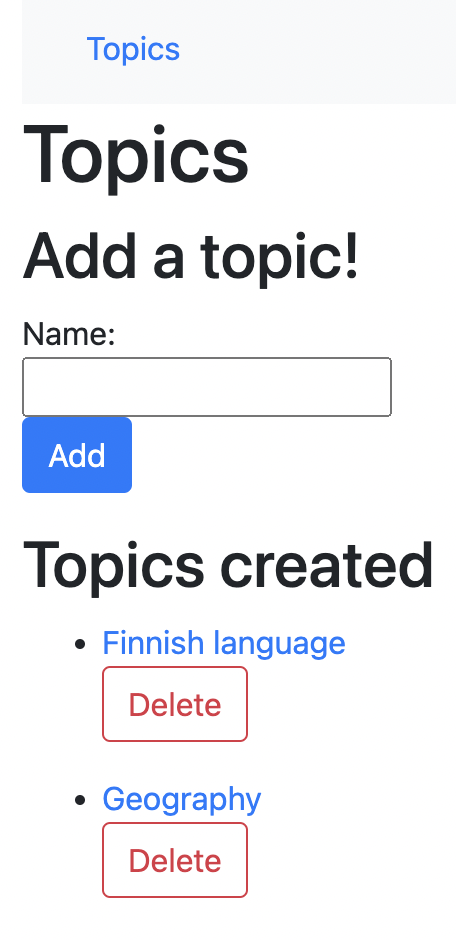 Topics
Topics
Add a topic!
Name:
Add
Topics created
Finnish language
Delete
Geography
Delete